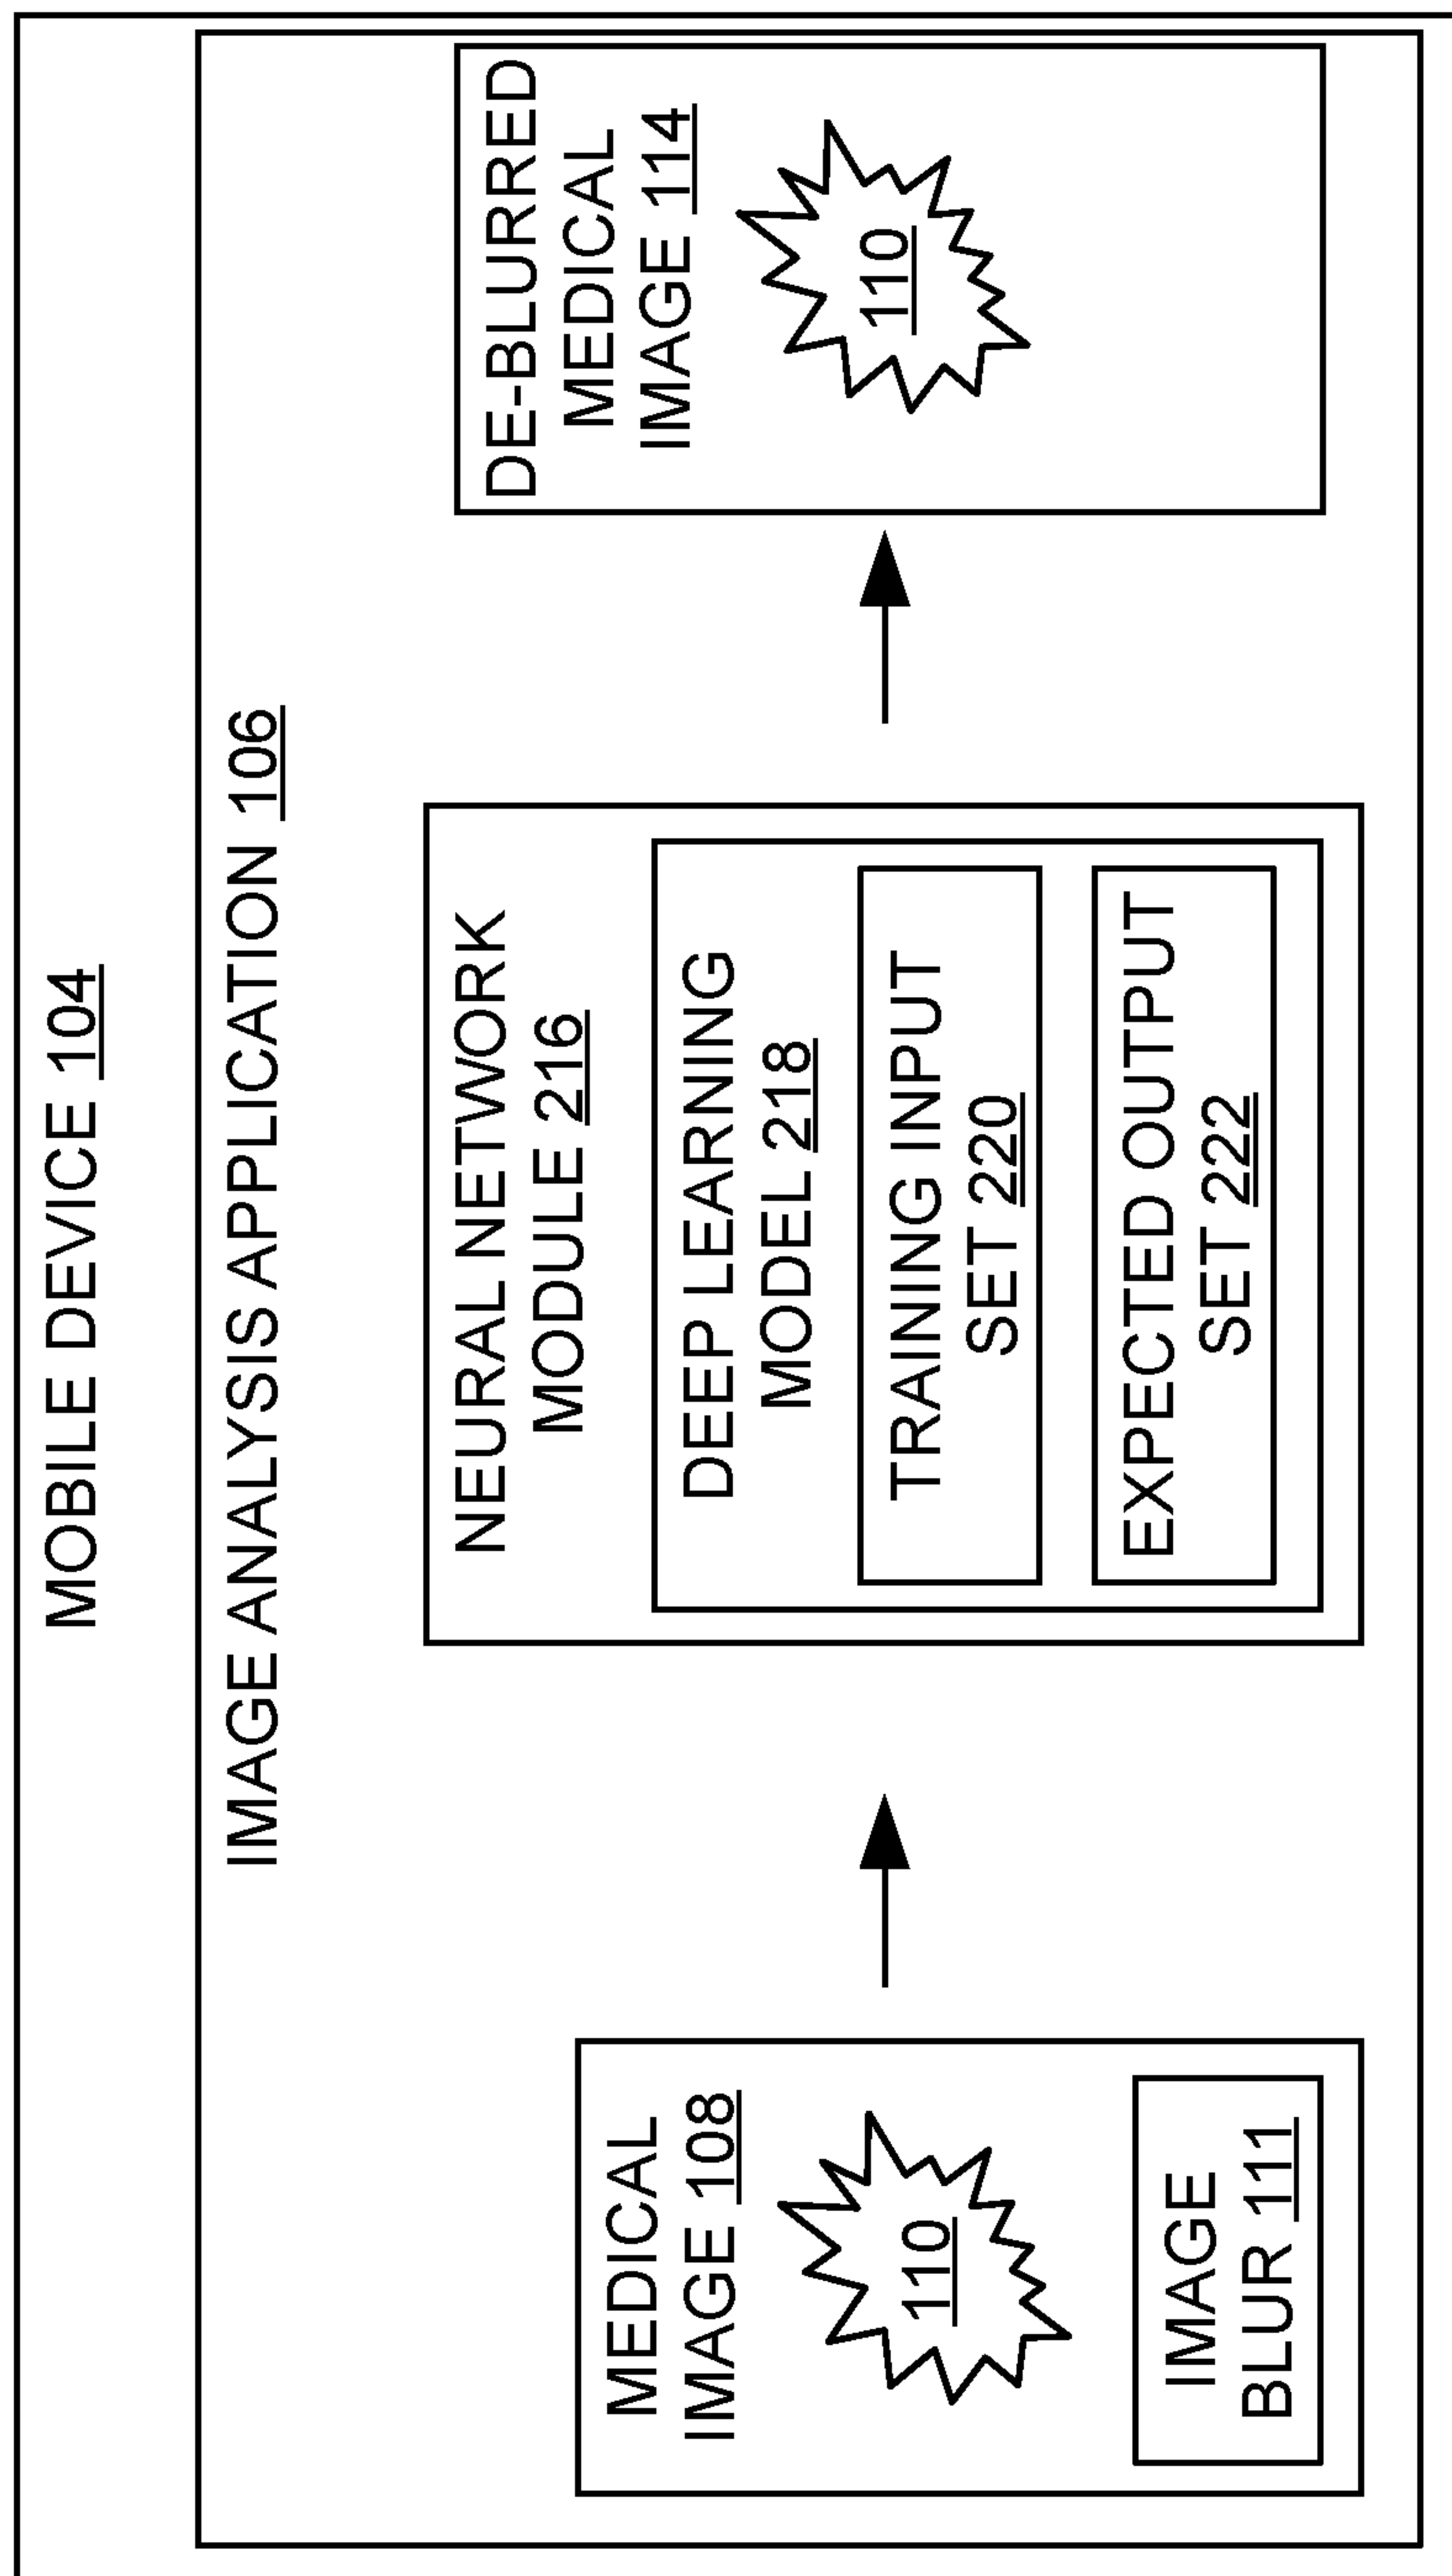 MOBILE DEVICE 104
IMAGE ANALYSIS APPLICATION 106
MEDICAL
IMAGE 108
110
IMAGE
BLUR 111
NEURAL NETWORK
MODULE 216
DEEP LEARNING
MODEL 218
TRAINING INPUT
SET 220
EXPECTED OUTPUT
SET 222
DE-BLURRED
MEDICAL
IMAGE 114
110